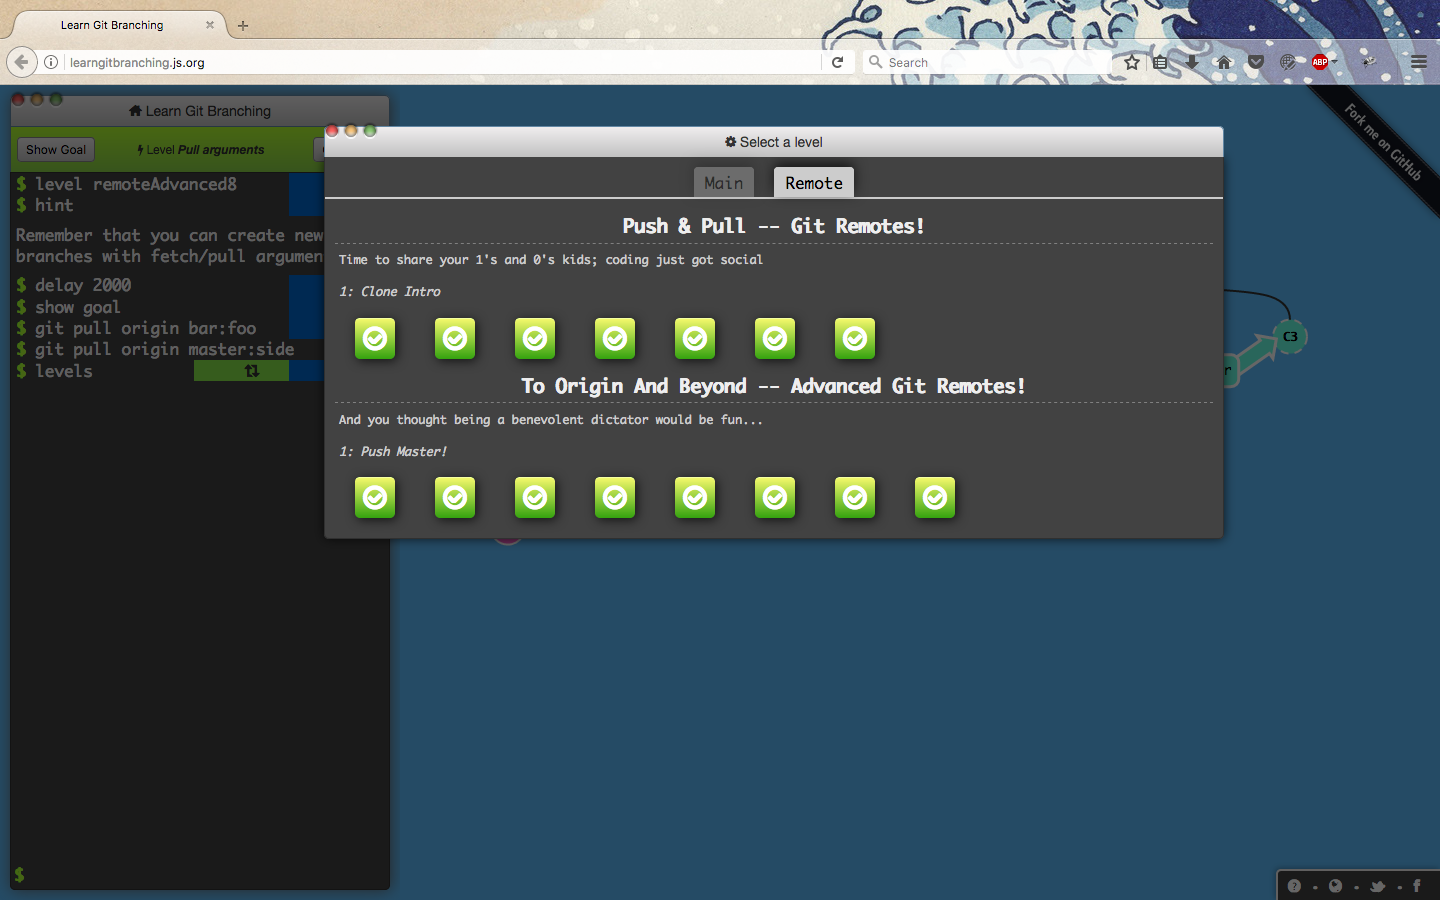 Learn Git Branching
learngitbranching.js.org
Search
ABP
Learn Git Branching
Show Goal
Level Pull arguments
$ level remoteAdvanced8
$ hint
Remember that you can create new
branches with fetch/pull argumen
$ delay 2000
$ show goal
$ git pull origin bar:foo
$ git pull origin master:side
$ levels
$
Select a level
Main
Remote
Push & Pull -- Git Remotes!
Time to share your 1's and 0's kids; coding just got social
1: Clone Intro
To Origin And Beyond -- Advanced Git Remotes!
And you thought being a benevolent dictator would be fun...
1: Push Master!
Fork me on GitHub
C3
r